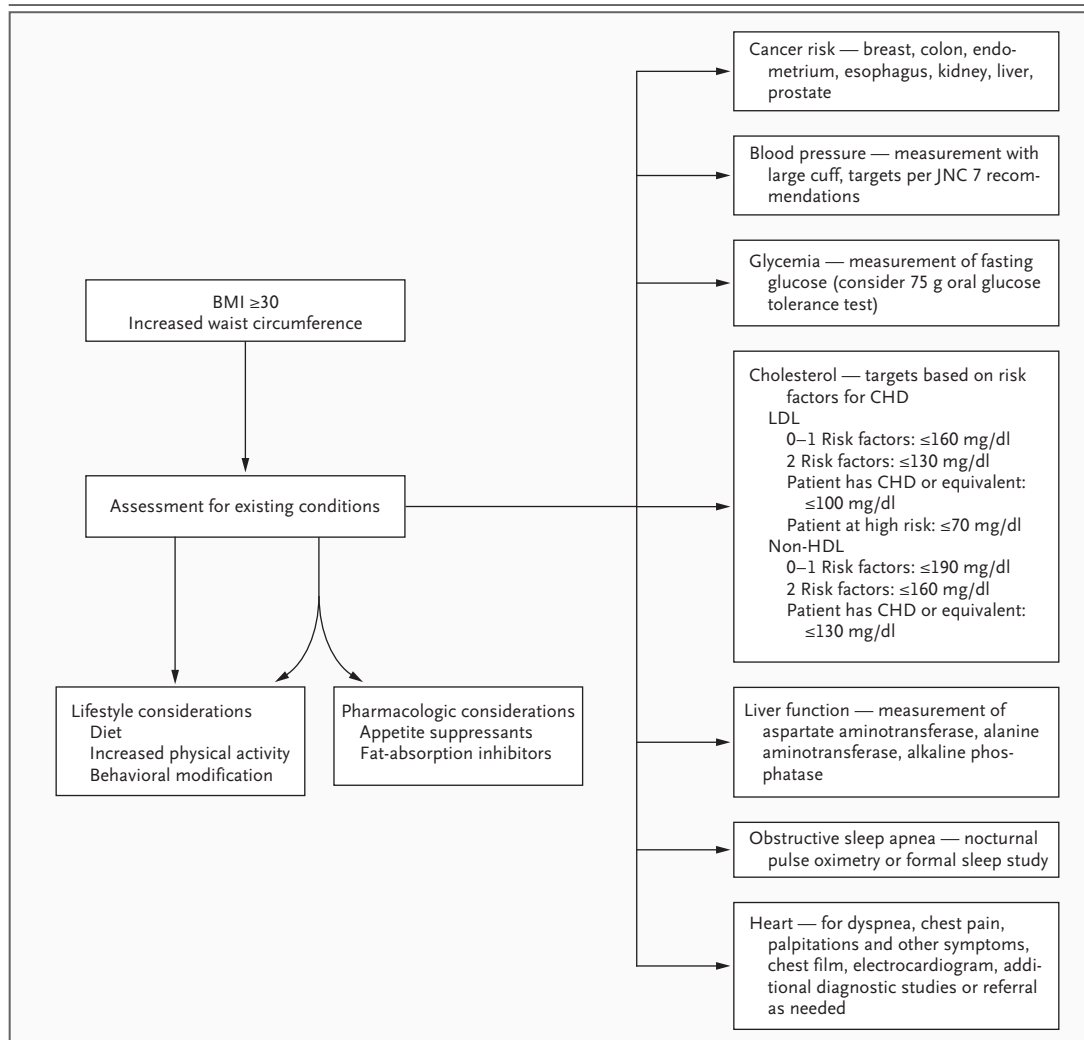 BMI ≥30
Increased waist circumference
Assessment for existing conditions
Lifestyle considerations
Diet
Increased physical activity
Behavioral modification
Pharmacologic considerations
Appetite suppressants
Fat-absorption inhibitors
Cancer risk — breast, colon, endo-
metrium, esophagus, kidney, liver,
prostate
Blood pressure — measurement with
large cuff, targets per JNC 7 recom-
mendations
Glycemia — measurement of fasting
glucose (consider 75 g oral glucose
tolerance test)
Cholesterol — targets based on risk
factors for CHD
LDL
0–1 Risk factors: ≤160 mg/dl
2 Risk factors: ≤130 mg/dl
Patient has CHD or equivalent:
≤100 mg/dl
Patient at high risk: ≤70 mg/dl
Non-HDL
0–1 Risk factors: ≤190 mg/dl
2 Risk factors: ≤160 mg/dl
Patient has CHD or equivalent:
≤130 mg/dl
Liver function — measurement of
aspartate aminotransferase, alanine
aminotransferase, alkaline phos-
phatase
Obstructive sleep apnea — nocturnal
pulse oximetry or formal sleep study
Heart — for dyspnea, chest pain,
palpitations and other symptoms,
chest film, electrocardiogram, addi-
tional diagnostic studies or referral
as needed